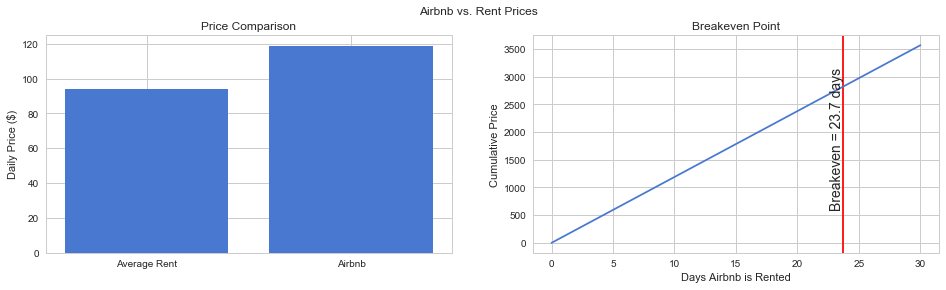 Airbnb vs. Rent Prices
Price Comparison
Daily Price ($)
120
100
80
60
40
20
0
Average Rent
Airbnb
Breakeven Point
Cumulative Price
3500
3000
2500
2000
1500
1000
500
0
Breakeven = 23.7 days
0
5
10
15
20
25
30
Days Airbnb is Rented